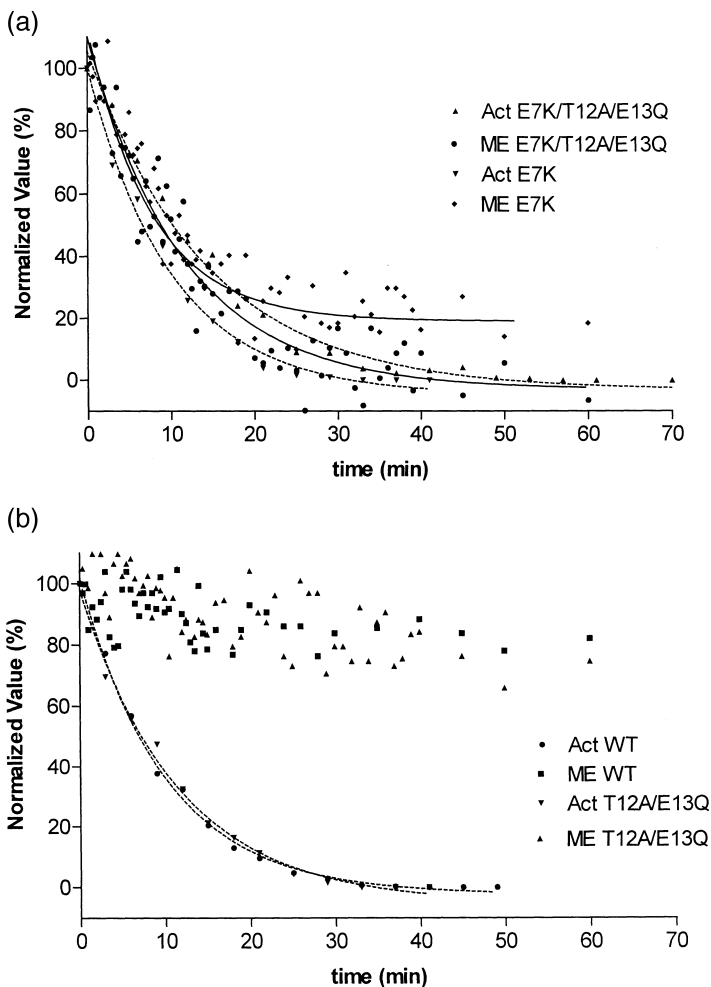 (a)
Normalized Value (%)
100
80
60
40
20
0
Act E7K/T12A/E13Q
ME E7K/T12A/E13Q
Act E7K
ME E7K
0 10 20 30 40 50 60 70
time (min)
(b)
Normalized Value (%)
100
80
60
40
20
0
Act WT
ME WT
Act T12A/E13Q
ME T12A/E13Q
0 10 20 30 40 50 60 70
time (min)